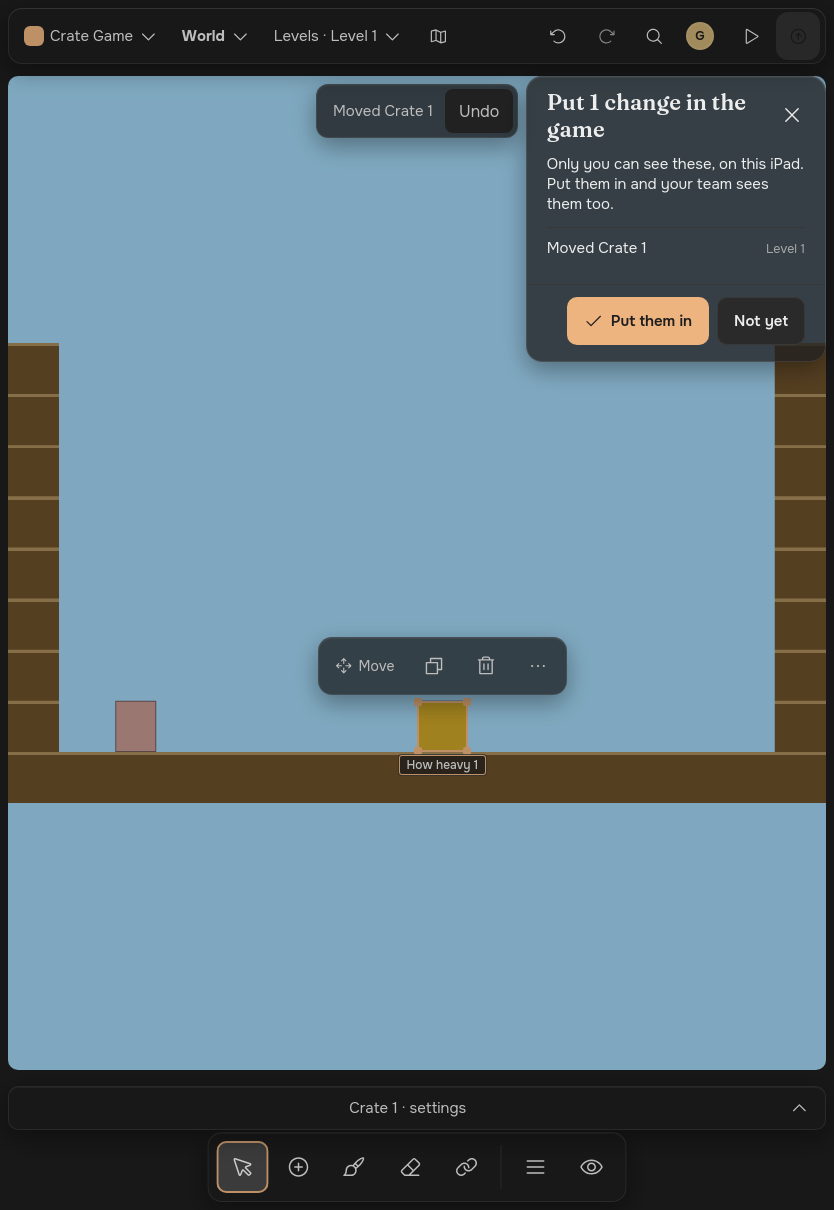 Crate Game
World
Levels · Level 1
G
Moved Crate 1
Undo
Put 1 change in the
game
Only you can see these, on this iPad.
Put them in and your team sees
them too.
Moved Crate 1
Level 1
Put them in
Not yet
Move
How heavy 1
Crate 1 · settings